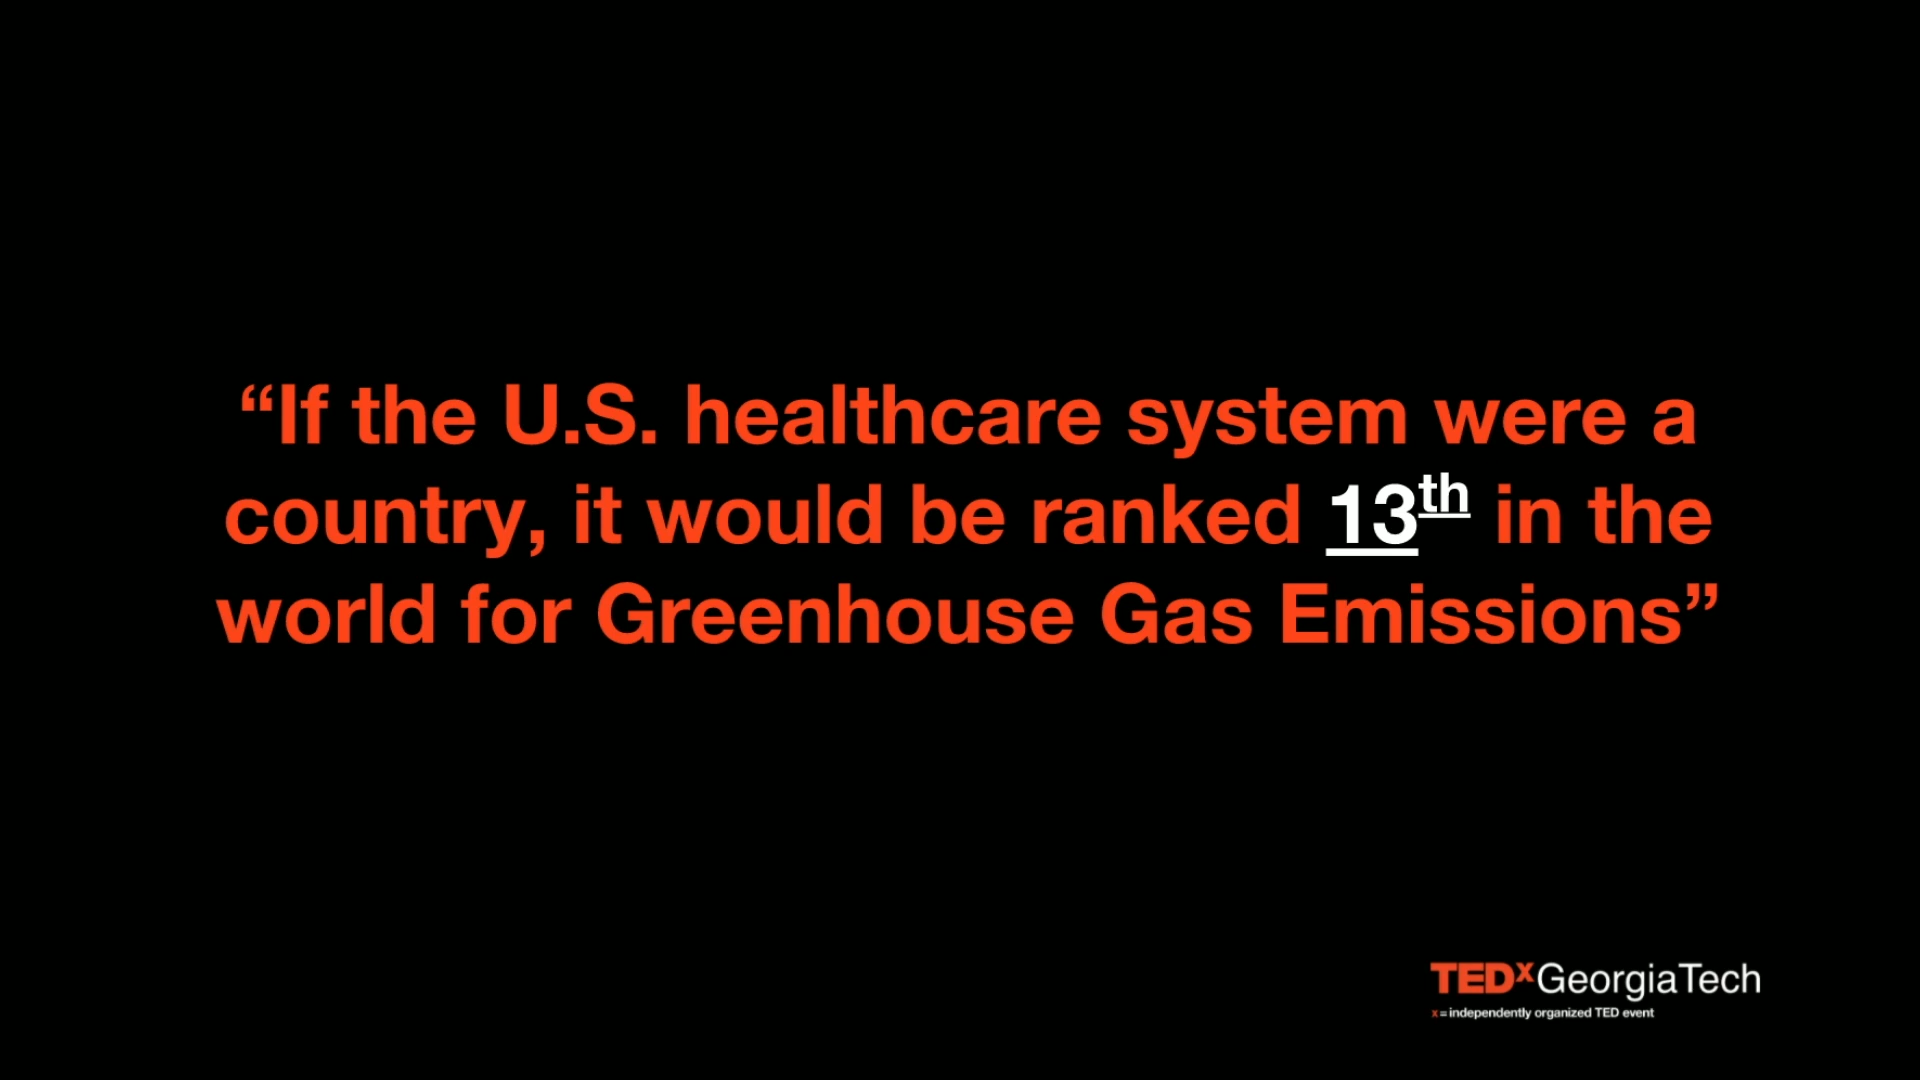 “If the U.S. healthcare system were a
country, it would be ranked 13th in the
world for Greenhouse Gas Emissions”
TEDxGeorgiaTech
x = independently organized TED event